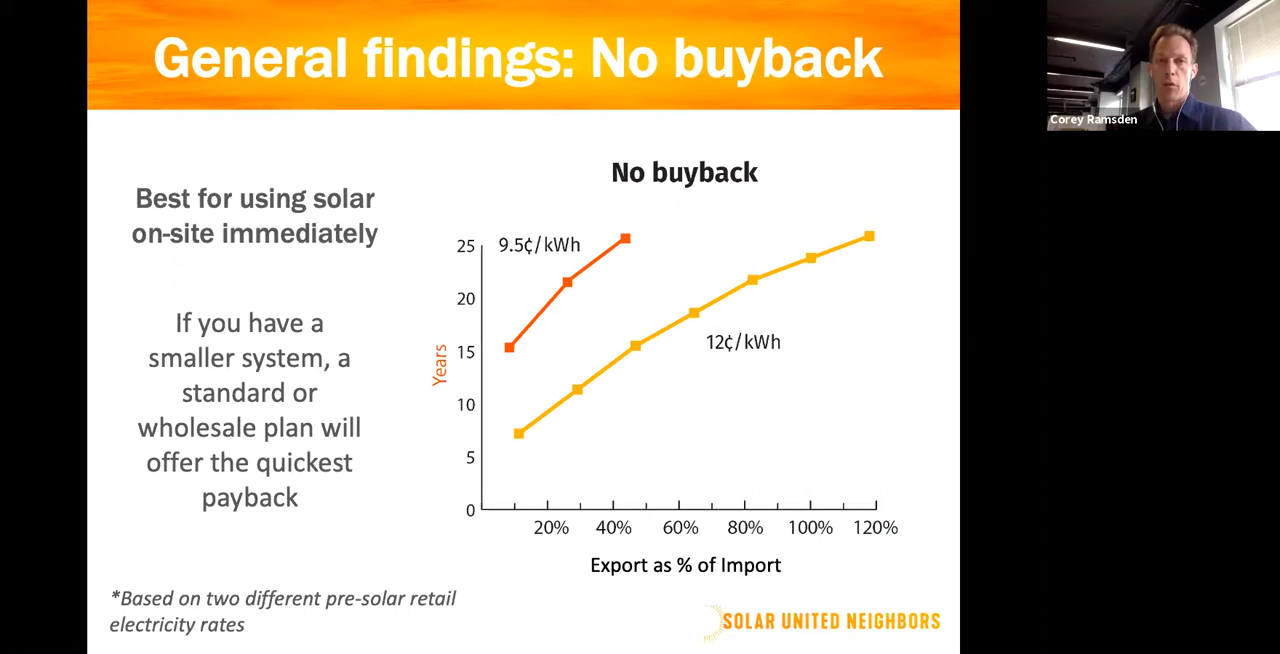 General findings: No buyback
Corey Ramsden
Best for using solar
on-site immediately
If you have a
smaller system, a
standard or
wholesale plan will
offer the quickest
payback
*Based on two different pre-solar retail
electricity rates
No buyback
Years
25
20
15
10
5
0
9.5¢/kWh
12¢/kWh
20%
40%
60%
80%
100%
120%
Export as % of Import
SOLAR UNITED NEIGHBORS